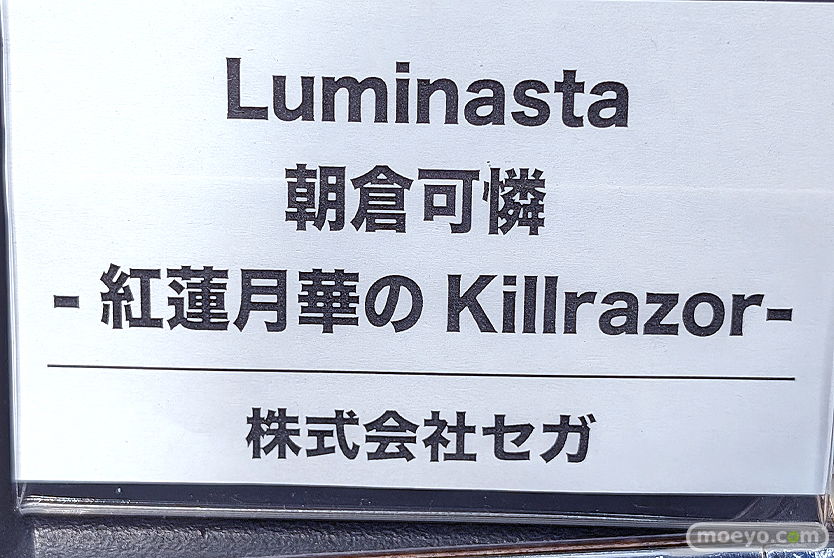 Luminasta
朝倉可憐
- 紅蓮月華の Killrazor-
株式会社セガ
moeyo.com